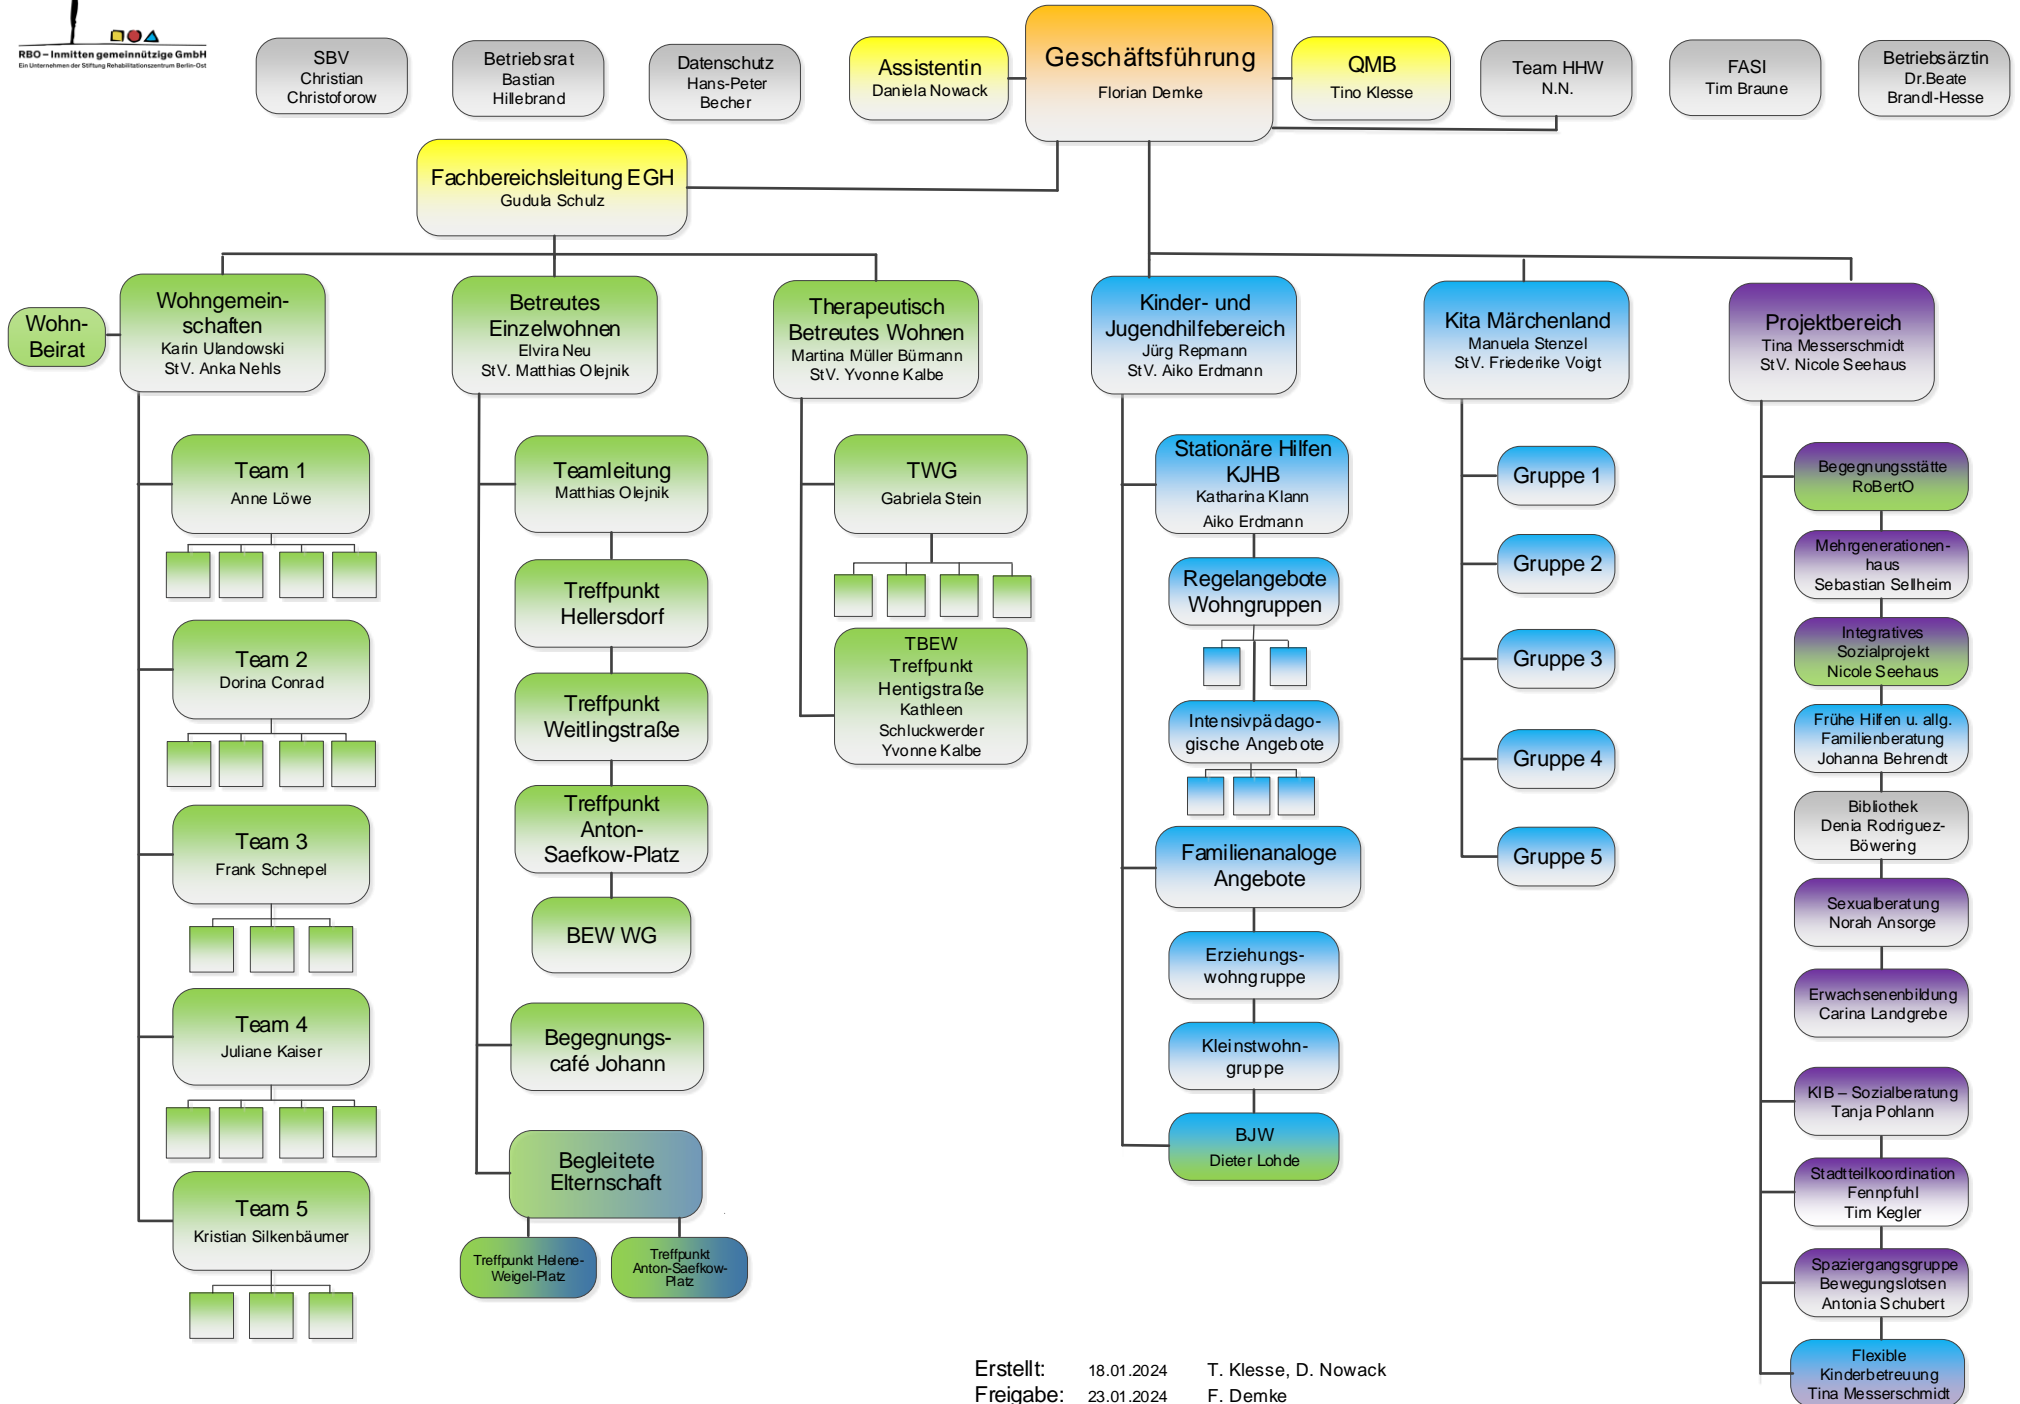 RBO – Inmitten gemeinnützige GmbH
Ein Unternehmen der Stiftung Rehabilitationszentrum Berlin-Ost
SBV
Christian
Christoforow
Betriebsrat
Bastian
Hillebrand
Datenschutz
Hans-Peter
Becher
Assistentin
Daniela Nowack
Geschäftsführung
Florian Demke
QMB
Tino Klesse
Team HHW
N.N.
FASI
Tim Braune
Betriebsärztin
Dr.Beate
Brandl-Hesse
Fachbereichsleitung EGH
Gudula Schulz
Wohn-
Beirat
Wohngemein-
schaften
Karin Ulandowski
StV. Anka Nehls
Betreutes
Einzelwohnen
Elvira Neu
StV. Matthias Olejnik
Therapeutisch
Betreutes Wohnen
Martina Müller Bürmann
StV. Yvonne Kalbe
Kinder- und
Jugendhilfebereich
Jürg Repmann
StV. Aiko Erdmann
Kita Märchenland
Manuela Stenzel
StV. Friederike Voigt
Projektbereich
Tina Messerschmidt
StV. Nicole Seehaus
Team 1
Anne Löwe
Team 2
Dorina Conrad
Team 3
Frank Schnepel
Team 4
Juliane Kaiser
Team 5
Kristian Silkenbäumer
Teamleitung
Matthias Olejnik
Treffpunkt
Hellersdorf
Treffpunkt
Weitlingstraße
Treffpunkt
Anton-
Saefkow-Platz
BEW WG
Begegnungs-
café Johann
Begleitete
Elternschaft
Treffpunkt Helene-
Weigel-Platz
Treffpunkt
Anton-Saefkow-
Platz
TWG
Gabriela Stein
TBEW
Treffpunkt
Hentigstraße
Kathleen
Schluckwerder
Yvonne Kalbe
Stationäre Hilfen
KJHB
Katharina Klann
Aiko Erdmann
Regelangebote
Wohngruppen
Intensivpädago-
gische Angebote
Familienanaloge
Angebote
Erziehungs-
wohngruppe
Kleinstwohn-
gruppe
BJW
Dieter Lohde
Gruppe 1
Gruppe 2
Gruppe 3
Gruppe 4
Gruppe 5
Begegnungsstätte
RoBertO
Mehrgenerationen-
haus
Sebastian Sellheim
Integratives
Sozialprojekt
Nicole Seehaus
Frühe Hilfen u. allg.
Familienberatung
Johanna Behrendt
Bibliothek
Denia Rodriguez-
Böwering
Sexualberatung
Norah Ansorge
Erwachsenenbildung
Carina Landgrebe
KIB – Sozialberatung
Tanja Pohlann
Stadtteilkoordination
Fennpfuhl
Tim Kegler
Spaziergangsgruppe
Bewegungslotsen
Antonia Schubert
Flexible
Kinderbetreuung
Tina Messerschmidt
Erstellt: 18.01.2024 T. Klesse, D. Nowack
Freigabe: 23.01.2024 F. Demke